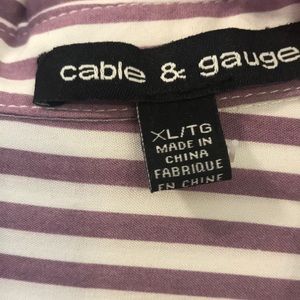 cable & gauge
XL/TG
MADE IN
CHINA
FABRIQUE
EN CHINE